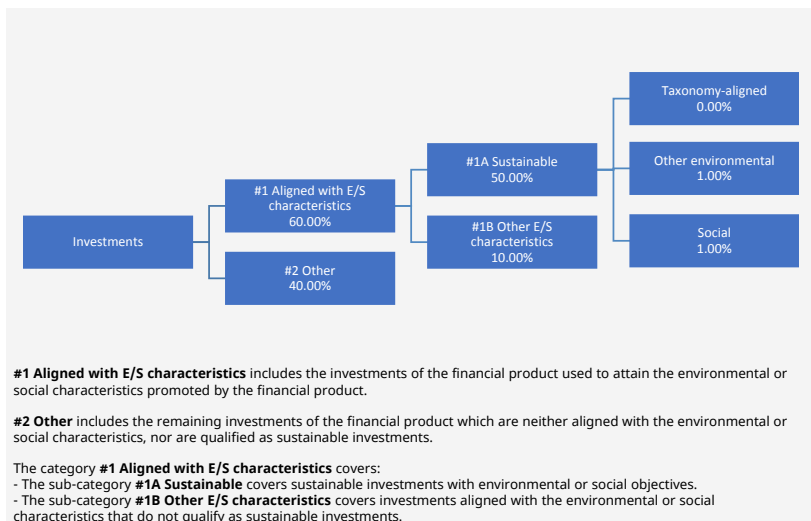 Investments
#1 Aligned with E/S
characteristics
60.00%
#2 Other
40.00%
#1A Sustainable
50.00%
#1B Other E/S
characteristics
10.00%
Taxonomy-aligned
0.00%
Other environmental
1.00%
Social
1.00%
#1 Aligned with E/S characteristics includes the investments of the financial product used to attain the environmental or
social characteristics promoted by the financial product.
#2 Other includes the remaining investments of the financial product which are neither aligned with the environmental or
social characteristics, nor are qualified as sustainable investments.
The category #1 Aligned with E/S characteristics covers:
- The sub-category #1A Sustainable covers sustainable investments with environmental or social objectives.
- The sub-category #1B Other E/S characteristics covers investments aligned with the environmental or social
characteristics that do not qualify as sustainable investments.